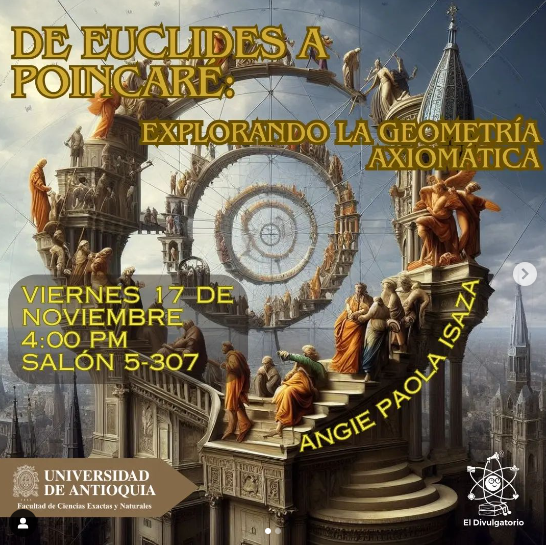 DE EUCLIDES A
POINCARÉ:
EXPLORANDO LA GEOMETRÍA
AXIOMÁTICA
VIERNES 17 DE
NOVIEMBRE
4:00 PM
SALÓN 5-307
ANGIE PAOLA ISAZA
UNIVERSIDAD
DE ANTIOQUIA
Facultad de Ciencias Exactas y Naturales
El Divulgatorio